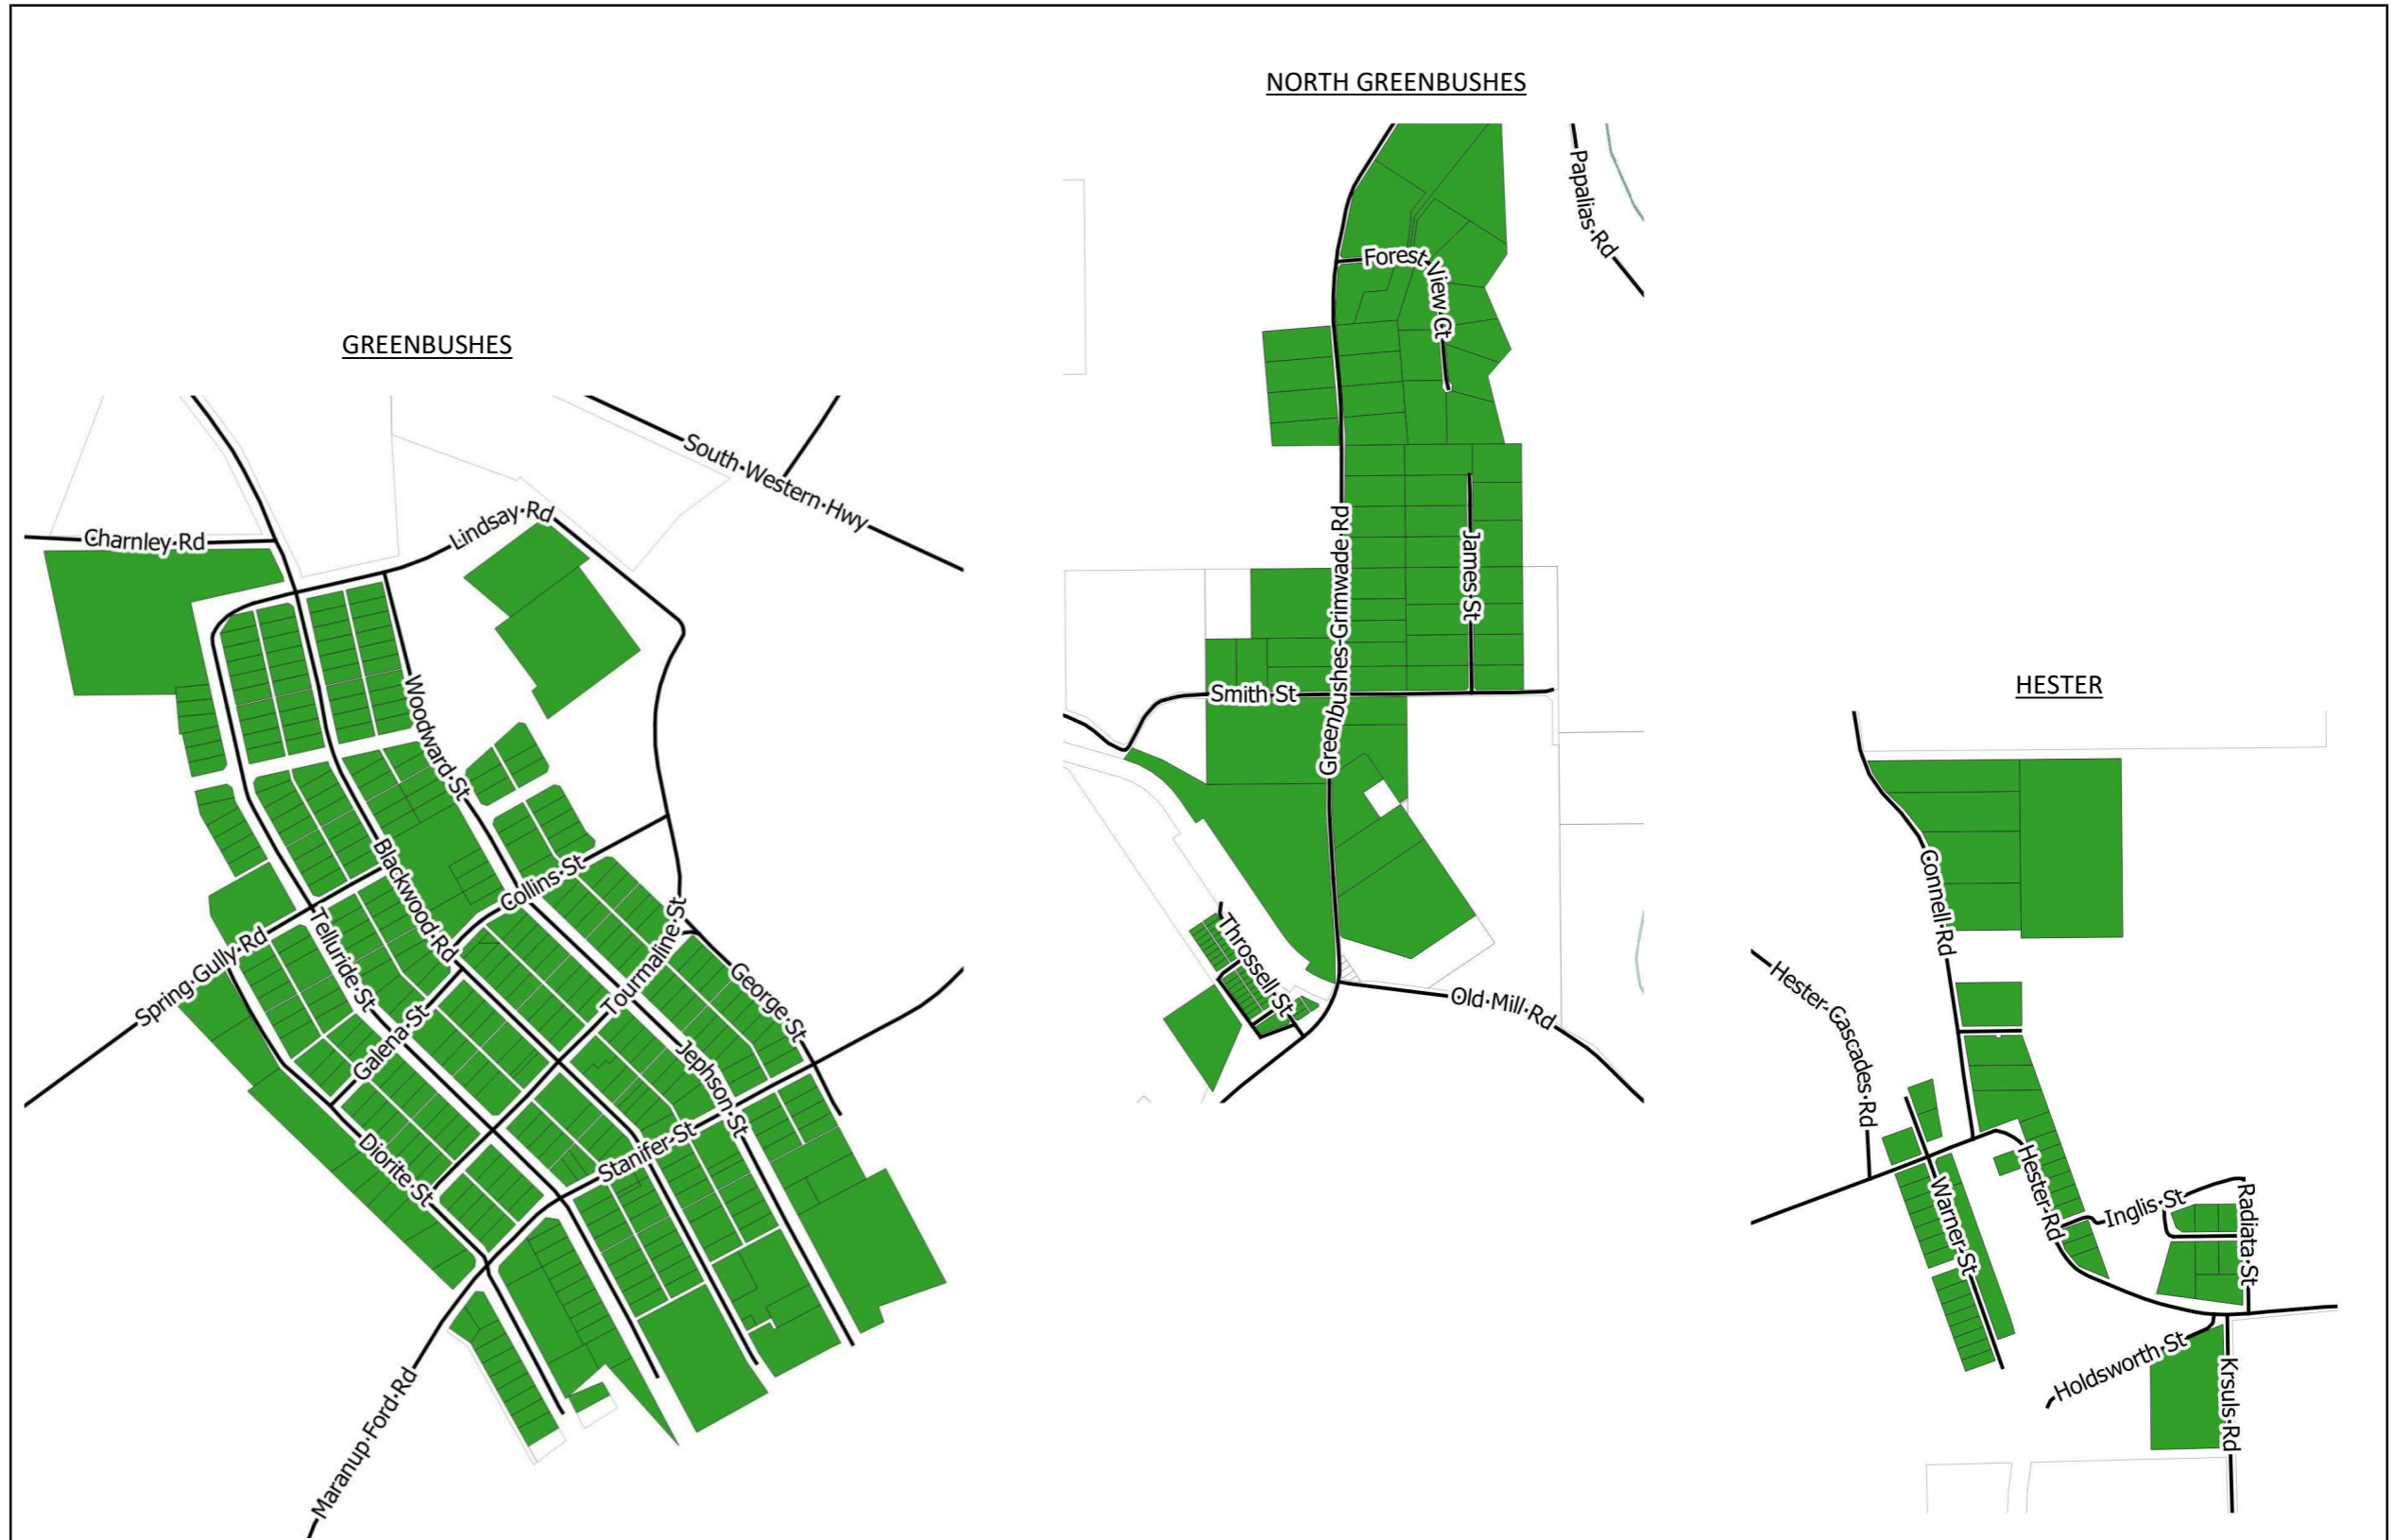 NORTH GREENBUSHES
Papalias Rd
Forest View Ct
GREENBUSHES
South Western Hwy
Lindsay Rd
Charnley Rd
Greenbushes-Grimwade Rd
James St
Smith St
HESTER
Woodward St
Blackwood Rd
Collins St
Connell Rd
Throssell St
Tourmaline St
Telluride St
Spring Gully Rd
George St
Hester Cascades Rd
Old Mill Rd
Galena St
Jephson St
Diorite St
Stanifer St
Hester Rd
Warner St
Inglis St
Radiata St
Holdsworth St
Krsuls Rd
Maranup Ford Rd